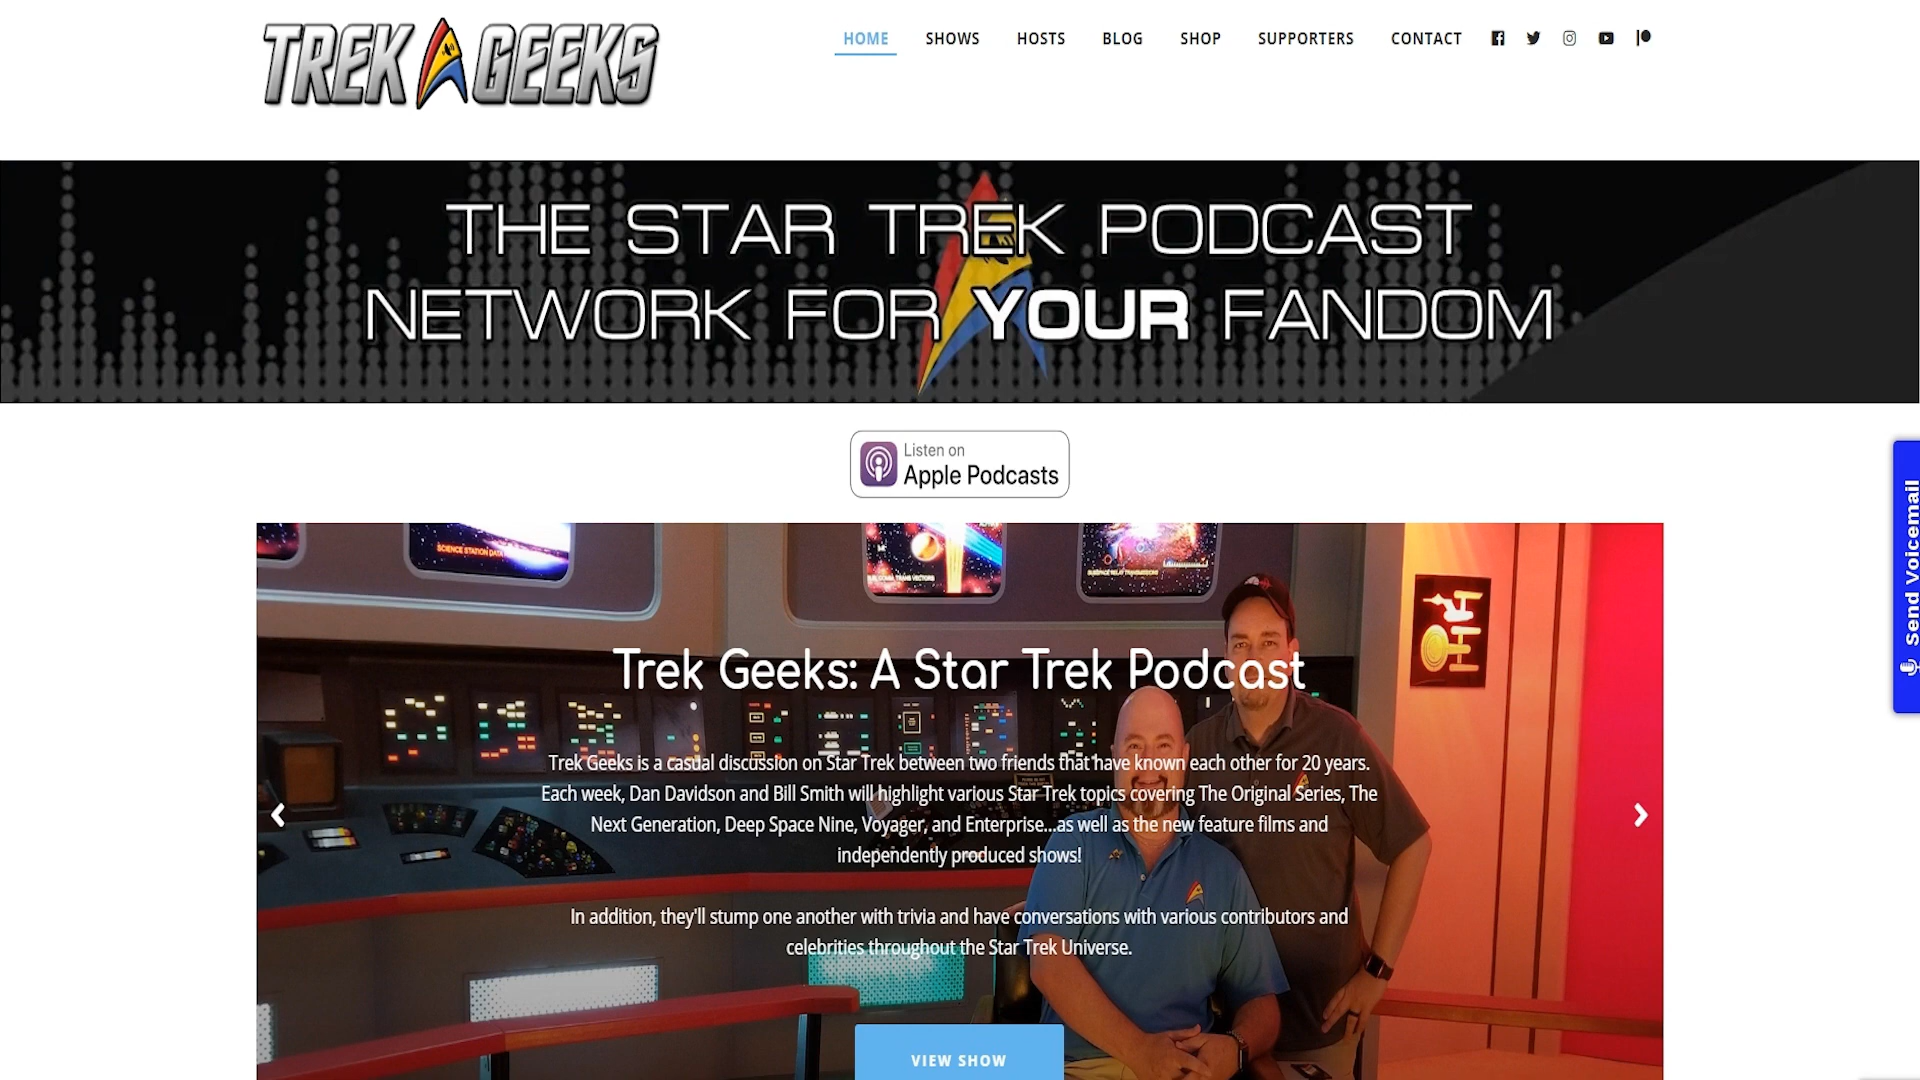 TREK GEEKS
HOME SHOWS HOSTS BLOG SHOP SUPPORTERS CONTACT
THE STAR TREK PODCAST
NETWORK FOR YOUR FANDOM
Listen on
Apple Podcasts
Send Voicemail
SCIENCE STATION DATA
Trek Geeks: A Star Trek Podcast
Trek Geeks is a casual discussion on Star Trek between two friends that have known each other for 20 years.
Each week, Dan Davidson and Bill Smith will highlight various Star Trek topics covering The Original Series, The
Next Generation, Deep Space Nine, Voyager, and Enterprise...as well as the new feature films and
independently produced shows!
In addition, they'll stump one another with trivia and have conversations with various contributors and
celebrities throughout the Star Trek Universe.
VIEW SHOW